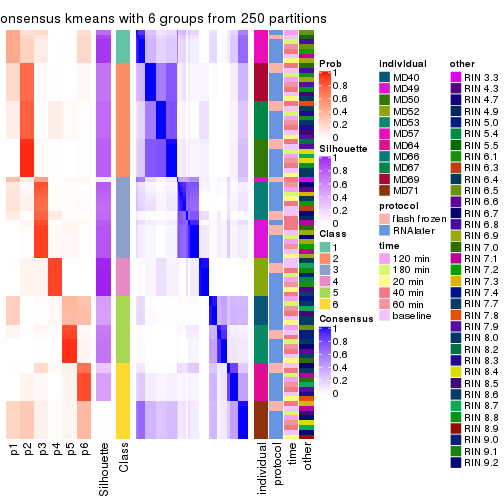 onsensus kmeans with 6 groups from 250 partitions
p1
p2
p3
p4
p5
p6
Silhouette
Class
individual
protocol
time
other
Prob
1
0.8
0.6
0.4
0.2
0
Silhouette
1
0.8
0.6
0.4
0.2
0
Class
1
2
3
4
5
6
Consensus
1
0.8
0.6
0.4
0.2
0
individual
MD40
MD49
MD50
MD52
MD53
MD57
MD64
MD66
MD67
MD69
MD71
protocol
flash frozen
RNAlater
time
120 min
180 min
20 min
40 min
60 min
baseline
other
RIN 3.3
RIN 4.3
RIN 4.7
RIN 4.9
RIN 5.0
RIN 5.4
RIN 5.5
RIN 6.1
RIN 6.3
RIN 6.4
RIN 6.5
RIN 6.6
RIN 6.7
RIN 6.8
RIN 6.9
RIN 7.0
RIN 7.1
RIN 7.2
RIN 7.3
RIN 7.4
RIN 7.7
RIN 7.8
RIN 7.9
RIN 8.0
RIN 8.2
RIN 8.3
RIN 8.4
RIN 8.5
RIN 8.6
RIN 8.7
RIN 8.8
RIN 8.9
RIN 9.0
RIN 9.1
RIN 9.2